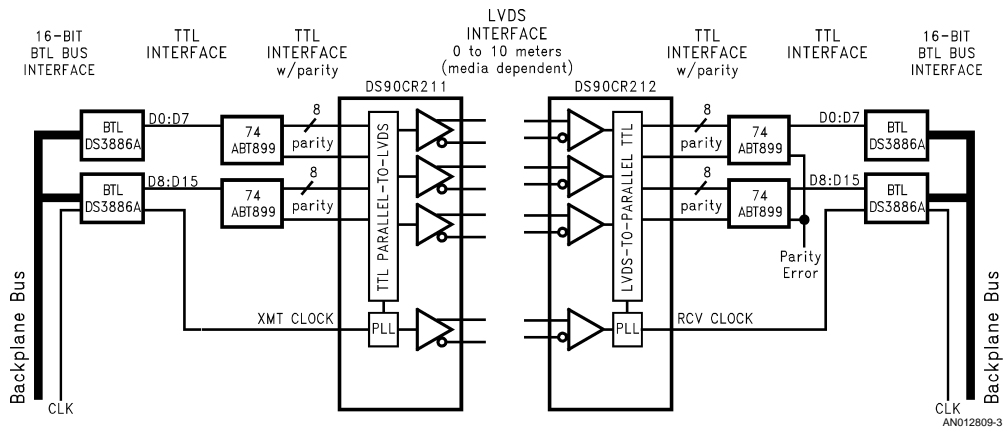 16-BIT
BTL BUS
INTERFACE
TTL
INTERFACE
TTL
INTERFACE
w/parity
LVDS
INTERFACE
0 to 10 meters
(media dependent)
TTL
INTERFACE
w/parity
TTL
INTERFACE
16-BIT
BTL BUS
INTERFACE
DS90CR211
DS90CR212
BTL
DS3886A
D0:D7
74
ABT899
8
parity
BTL
DS3886A
D8:D15
74
ABT899
8
parity
TTL PARALLEL-TO-LVDS
XMT CLOCK
PLL
LVDS-TO-PARALLEL TTL
PLL
RCV CLOCK
8
parity
74
ABT899
D0:D7
BTL
DS3886A
8
parity
74
ABT899
D8:D15
BTL
DS3886A
Parity
Error
Backplane Bus
CLK
CLK
Backplane Bus
AN012809-3